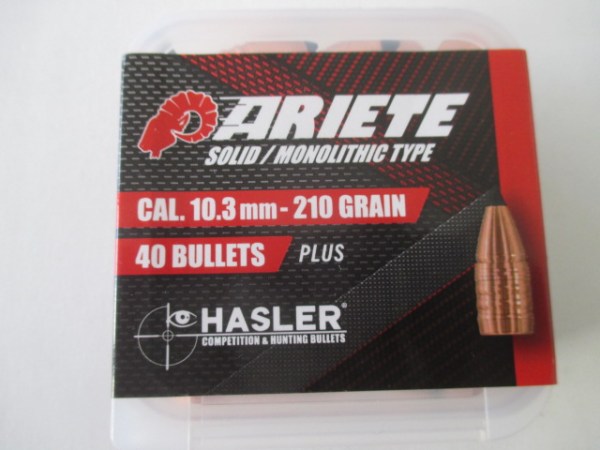 ARIETE
SOLID / MONOLITHIC TYPE
CAL. 10.3 mm - 210 GRAIN
40 BULLETS PLUS
HASLER®
COMPETITION & HUNTING BULLETS